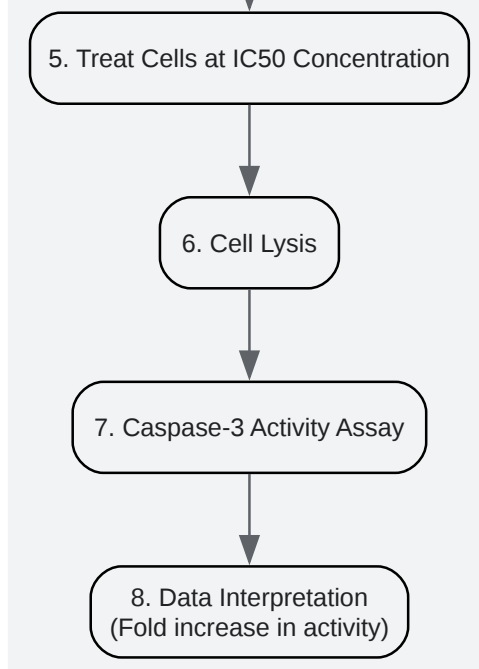 5. Treat Cells at IC50 Concentration
6. Cell Lysis
7. Caspase-3 Activity Assay
8. Data Interpretation
(Fold increase in activity)